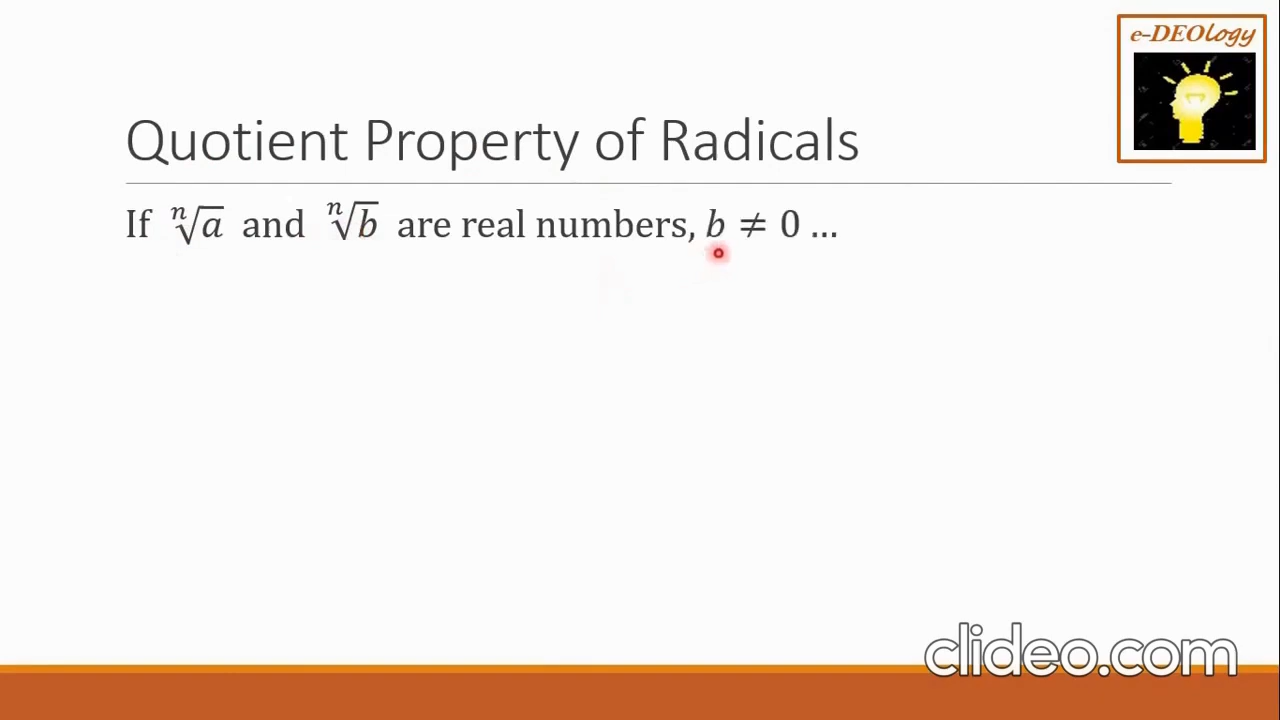 e-DEOlogy
Quotient Property of Radicals
If ⁿ√a and ⁿ√b are real numbers, b ≠ 0 ...
clideo.com